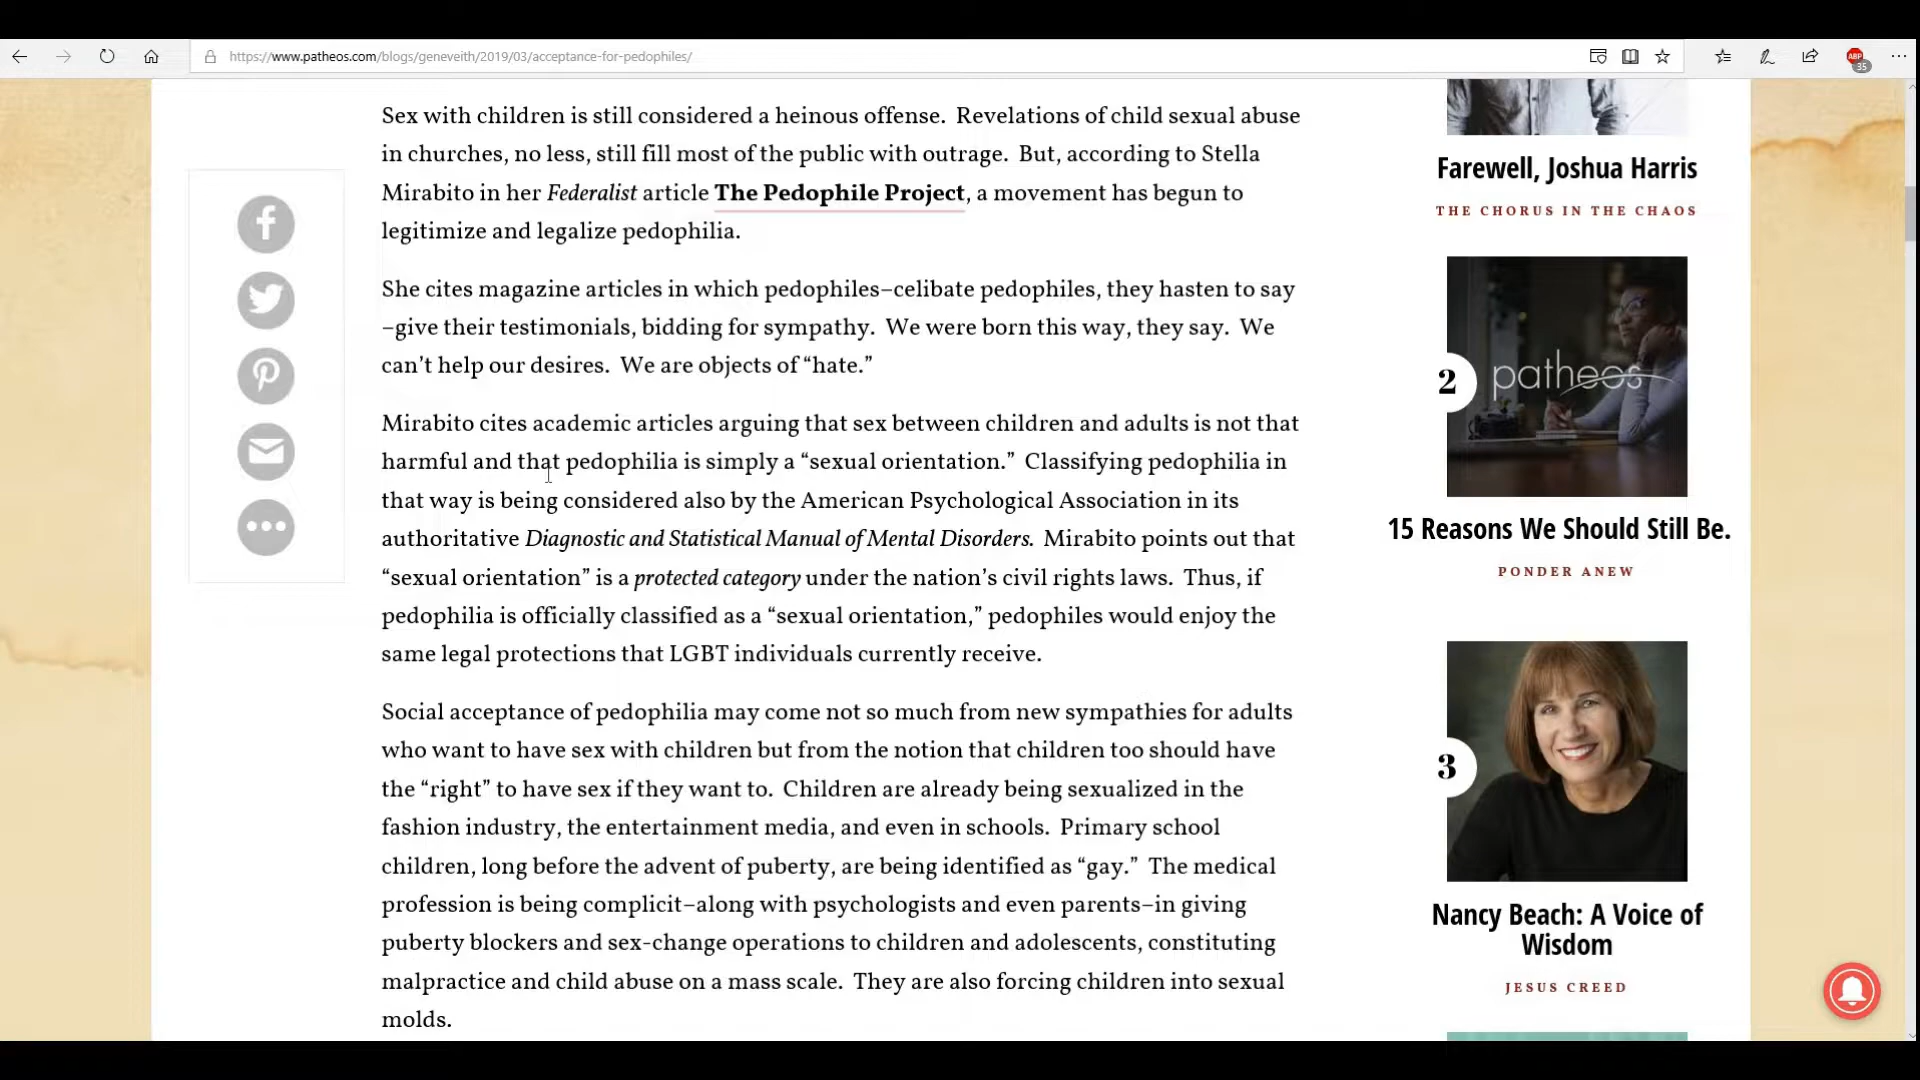 https://www.patheos.com/blogs/geneveith/2019/03/acceptance-for-pedophiles/
ABP
35
Sex with children is still considered a heinous offense. Revelations of child sexual abuse
in churches, no less, still fill most of the public with outrage. But, according to Stella
Mirabito in her Federalist article The Pedophile Project, a movement has begun to
legitimize and legalize pedophilia.
She cites magazine articles in which pedophiles–celibate pedophiles, they hasten to say
–give their testimonials, bidding for sympathy. We were born this way, they say. We
can’t help our desires. We are objects of “hate.”
Mirabito cites academic articles arguing that sex between children and adults is not that
harmful and that pedophilia is simply a “sexual orientation.” Classifying pedophilia in
that way is being considered also by the American Psychological Association in its
authoritative Diagnostic and Statistical Manual of Mental Disorders. Mirabito points out that
“sexual orientation” is a protected category under the nation’s civil rights laws. Thus, if
pedophilia is officially classified as a “sexual orientation,” pedophiles would enjoy the
same legal protections that LGBT individuals currently receive.
Social acceptance of pedophilia may come not so much from new sympathies for adults
who want to have sex with children but from the notion that children too should have
the “right” to have sex if they want to. Children are already being sexualized in the
fashion industry, the entertainment media, and even in schools. Primary school
children, long before the advent of puberty, are being identified as “gay.” The medical
profession is being complicit–along with psychologists and even parents–in giving
puberty blockers and sex-change operations to children and adolescents, constituting
malpractice and child abuse on a mass scale. They are also forcing children into sexual
molds.
Farewell, Joshua Harris
THE CHORUS IN THE CHAOS
2
patheos
15 Reasons We Should Still Be.
PONDER ANEW
3
Nancy Beach: A Voice of
Wisdom
JESUS CREED